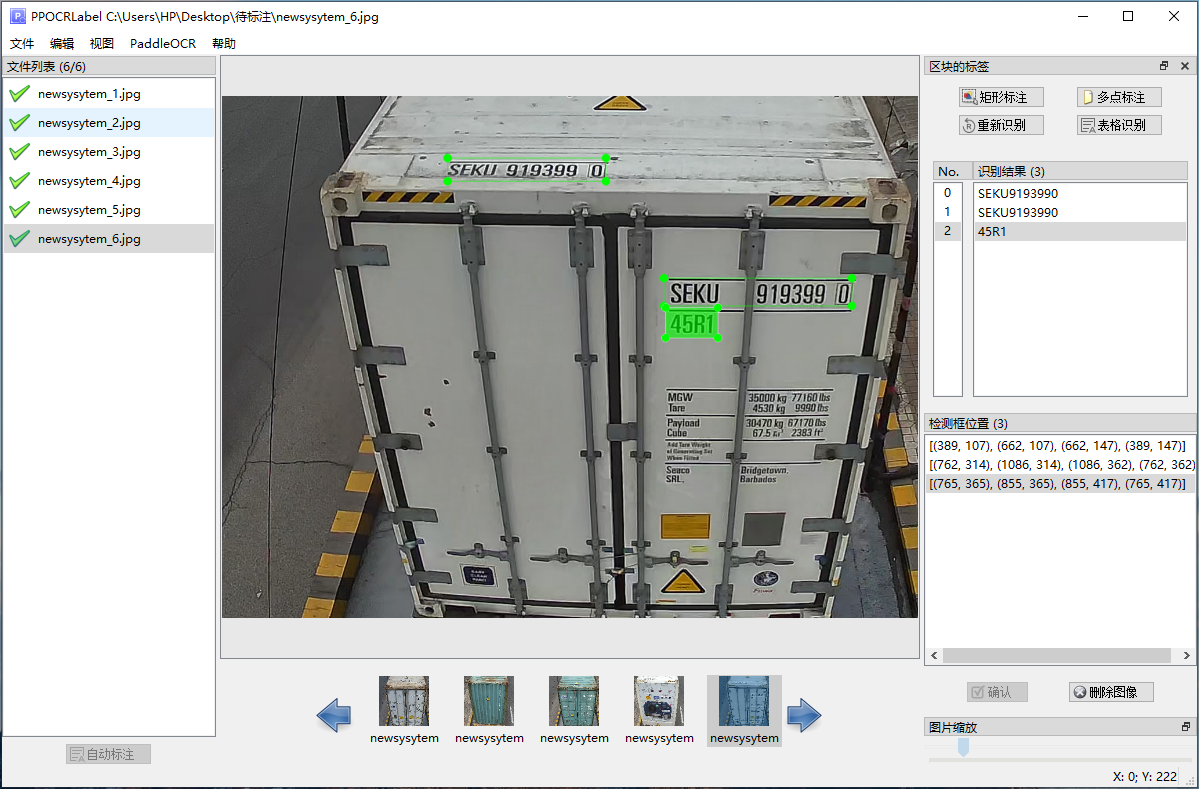 PPOCRLabel C:\Users\HP\Desktop\待标注\newsysytem_6.jpg
文件 编辑 视图 PaddleOCR 帮助
文件列表 (6/6)
newsysytem_1.jpg
newsysytem_2.jpg
newsysytem_3.jpg
newsysytem_4.jpg
newsysytem_5.jpg
newsysytem_6.jpg
自动标注
SEKU 919399 0
SEKU 919399 0
45R1
MGW 35000 kg 77160 lbs
Tare 4530 kg 9990 lbs
Payload 30470 kg 67170 lbs
Cube 67.5 m³ 2383 ft³
Add Tare Weight
of Generating Set
When Fitted
Seaco Bridgetown,
SRL, Barbados
newsysytem newsysytem newsysytem newsysytem newsysytem
区块的标签
矩形标注 多点标注
重新识别 表格识别
No. 识别结果 (3)
0 SEKU9193990
1 SEKU9193990
2 45R1
检测框位置 (3)
[(389, 107), (662, 107), (662, 147), (389, 147)]
[(762, 314), (1086, 314), (1086, 362), (762, 362)
[(765, 365), (855, 365), (855, 417), (765, 417)]
确认 删除图像
图片缩放
X: 0; Y: 222